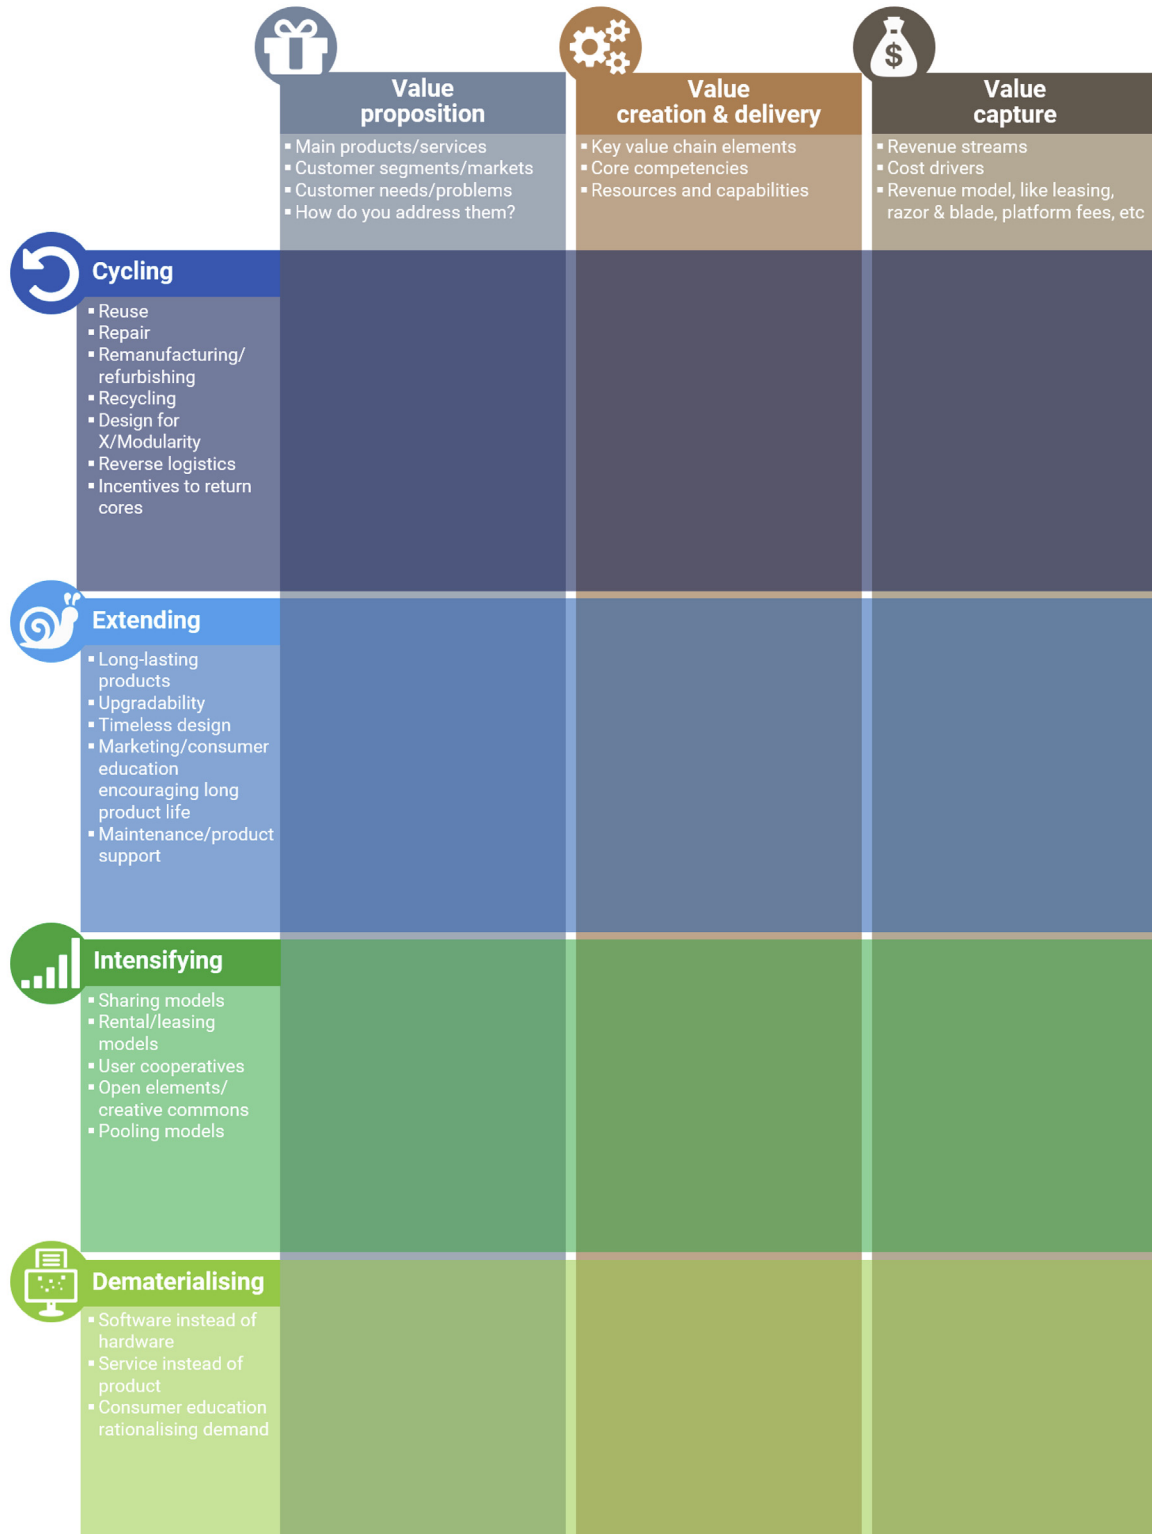 Value
proposition
▪ Main products/services
▪ Customer segments/markets
▪ Customer needs/problems
▪ How do you address them?
Value
creation & delivery
▪ Key value chain elements
▪ Core competencies
▪ Resources and capabilities
$
Value
capture
▪ Revenue streams
▪ Cost drivers
▪ Revenue model, like leasing,
razor & blade, platform fees, etc
Cycling
▪ Reuse
▪ Repair
▪ Remanufacturing/
refurbishing
▪ Recycling
▪ Design for
X/Modularity
▪ Reverse logistics
▪ Incentives to return
cores
Extending
▪ Long-lasting
products
▪ Upgradability
▪ Timeless design
▪ Marketing/consumer
education
encouraging long
product life
▪ Maintenance/product
support
Intensifying
▪ Sharing models
▪ Rental/leasing
models
▪ User cooperatives
▪ Open elements/
creative commons
▪ Pooling models
Dematerialising
▪ Software instead of
hardware
▪ Service instead of
product
▪ Consumer education
rationalising demand